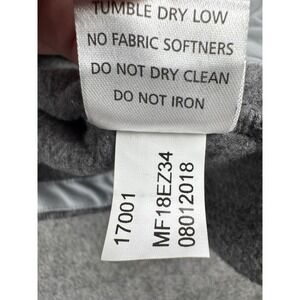 TUMBLE DRY LOW
NO FABRIC SOFTNERS
DO NOT DRY CLEAN
DO NOT IRON
17001
MF18EZ34
08012018